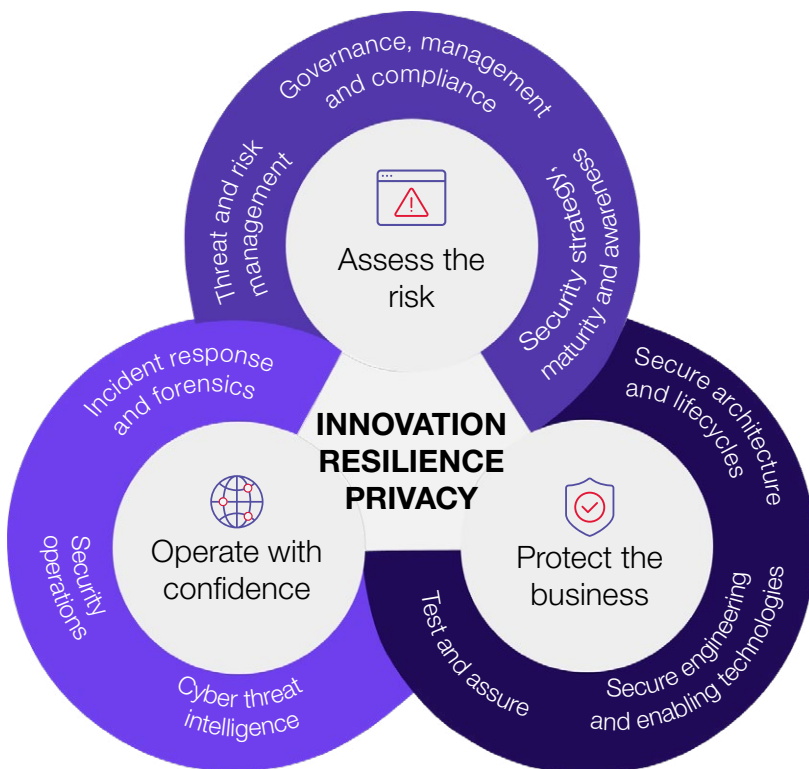 Governance, management
and compliance
Threat and risk
management
Security strategy,
maturity and awareness
Assess the
risk
Incident response
and forensics
INNOVATION
RESILIENCE
PRIVACY
Secure architecture
and lifecycles
Operate with
confidence
Protect the
business
Security
operations
Cyber threat
intelligence
Test and assure
Secure engineering
and enabling technologies